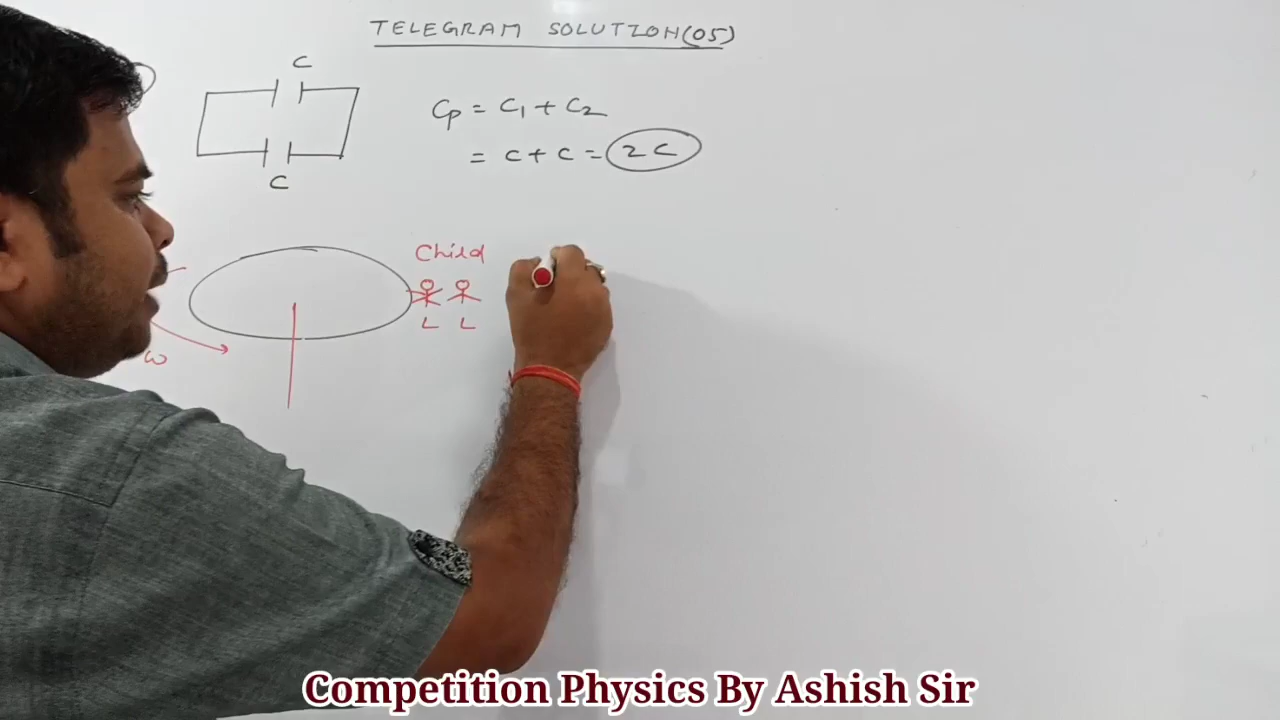 TELEGRAM SOLUTION(05)
C
Cp = C1 + C2
= C + C = 2C
C
Child
L L
ω
Competition Physics By Ashish Sir